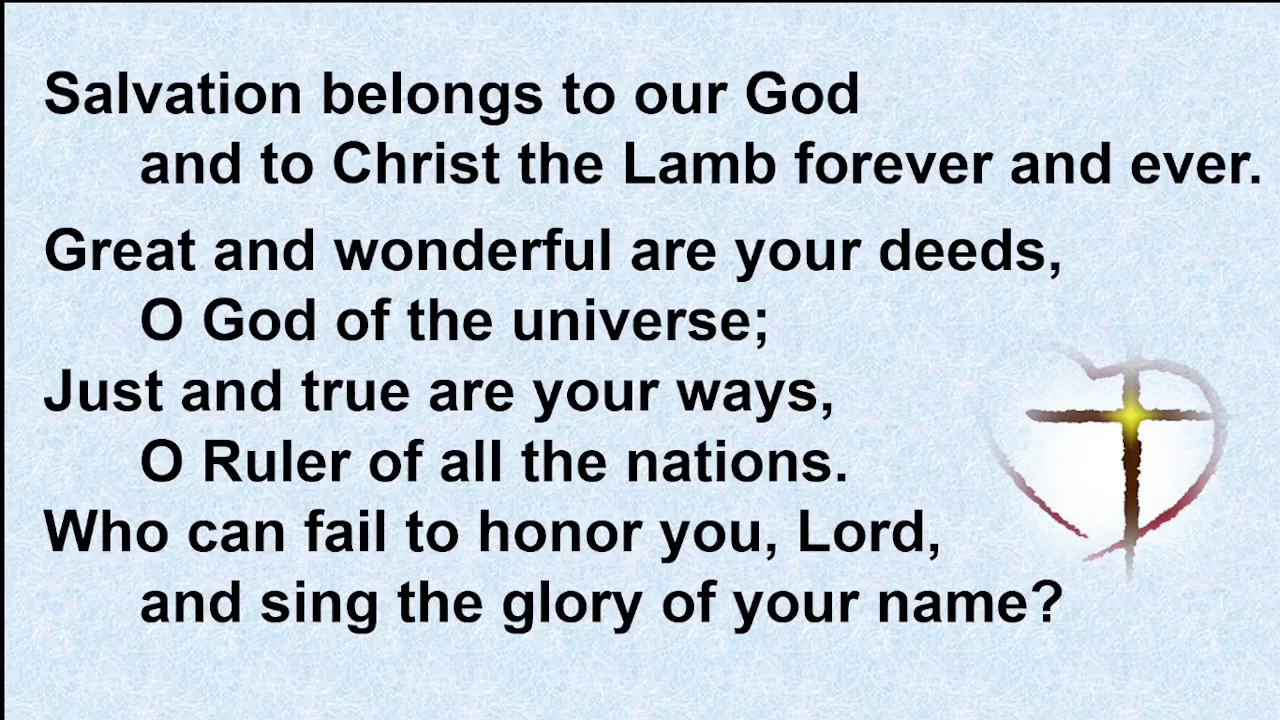 Salvation belongs to our God
and to Christ the Lamb forever and ever.
Great and wonderful are your deeds,
O God of the universe;
Just and true are your ways,
O Ruler of all the nations.
Who can fail to honor you, Lord,
and sing the glory of your name?